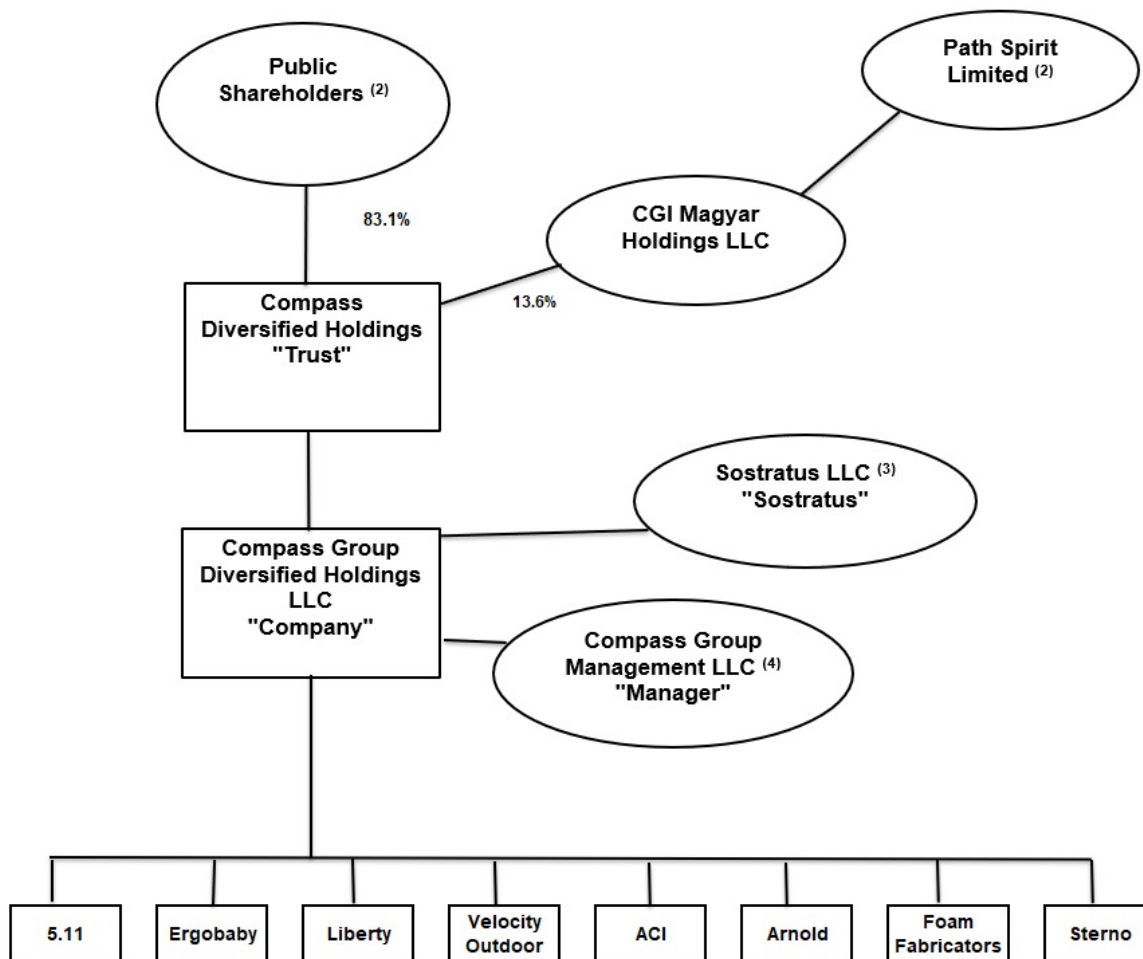 Public
Shareholders (2)
Path Spirit
Limited (2)
83.1%
CGI Magyar
Holdings LLC
13.6%
Compass
Diversified Holdings
"Trust"
Sostratus LLC (3)
"Sostratus"
Compass Group
Diversified Holdings
LLC
"Company"
Compass Group
Management LLC (4)
"Manager"
5.11
Ergobaby
Liberty
Velocity
Outdoor
ACI
Arnold
Foam
Fabricators
Sterno